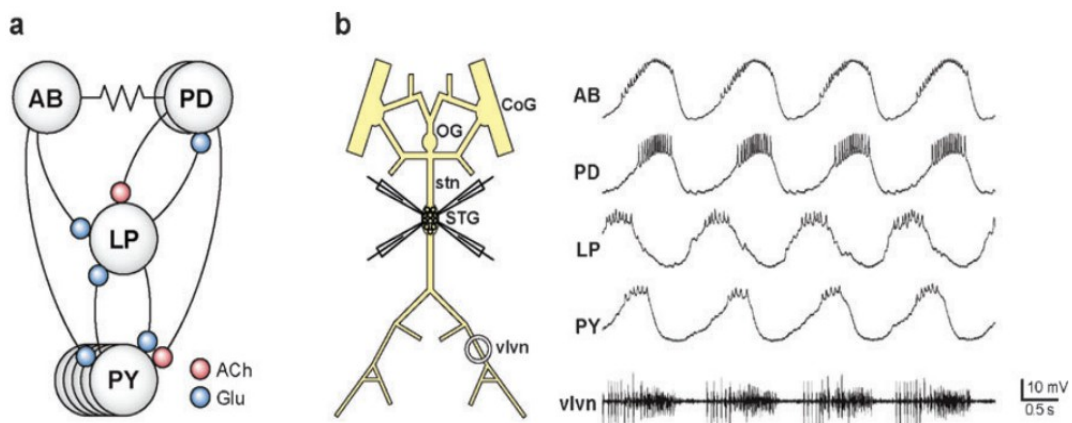 a
AB
PD
LP
PY
ACh
Glu
b
CoG
OG
stn
STG
vlvn
AB
PD
LP
PY
vlvn
10 mV
0.5 s